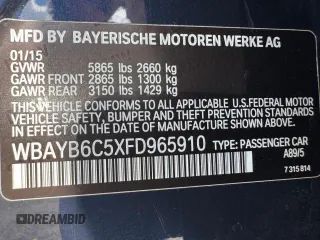 MFD BY BAYERISCHE MOTOREN WERKE AG
01/15
GVWR 5865 lbs 2660 kg
GAWR FRONT 2865 lbs 1300 kg
GAWR REAR 3150 lbs 1429 kg
THIS VEHICLE CONFORMS TO ALL APPLICABLE U.S.FEDERAL MOTOR
VEHICLE SAFETY, BUMPER, AND THEFT PREVENTION STANDARDS
IN EFFECT ON THE DATE OF MANUFACTURE SHOWN ABOVE.
WBAYB6C5XFD965910 TYPE: PASSENGER CAR
A89/5
7 315 814
DREAMBID